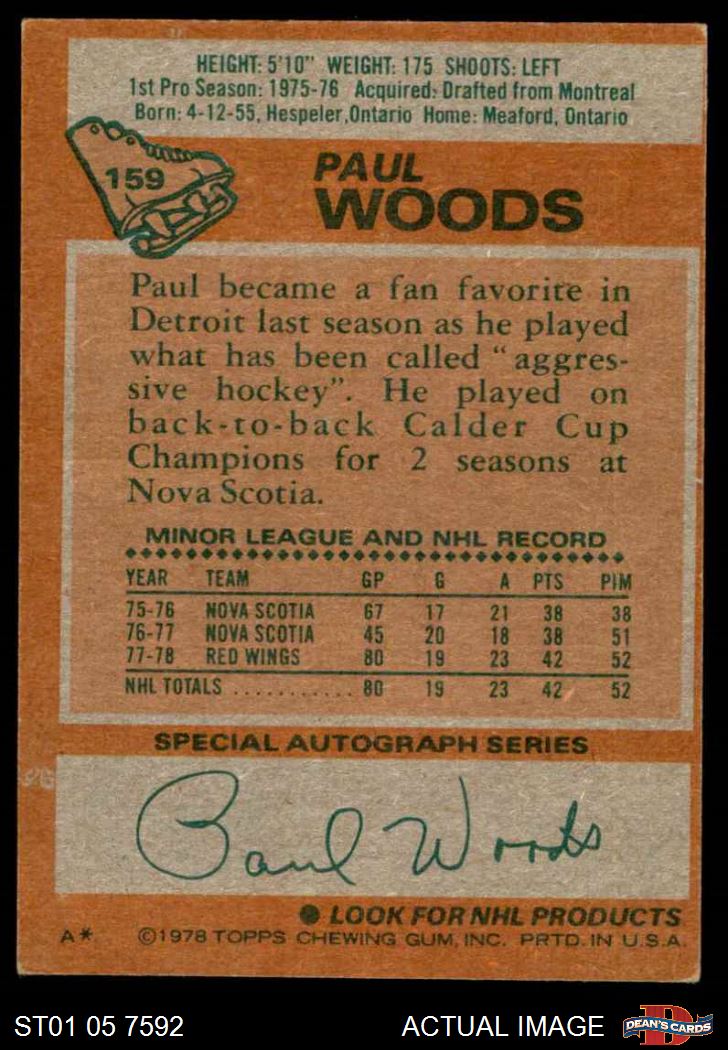 HEIGHT: 5'10" WEIGHT: 175 SHOOTS: LEFT
1st Pro Season: 1975-76 Acquired: Drafted from Montreal
Born: 4-12-55, Hespeler, Ontario Home: Meaford, Ontario
159
PAUL
WOODS
Paul became a fan favorite in
Detroit last season as he played
what has been called "aggres-
sive hockey". He played on
back-to-back Calder Cup
Champions for 2 seasons at
Nova Scotia.
MINOR LEAGUE AND NHL RECORD
YEAR TEAM GP G A PTS PIM
75-76 NOVA SCOTIA 67 17 21 38 38
76-77 NOVA SCOTIA 45 20 18 38 51
77-78 RED WINGS 80 19 23 42 52
NHL TOTALS ........... 80 19 23 42 52
SPECIAL AUTOGRAPH SERIES
Paul Woods
● LOOK FOR NHL PRODUCTS
A* ©1978 TOPPS CHEWING GUM, INC. PRTD. IN U.S.A.
ST01 05 7592 ACTUAL IMAGE DEAN'S CARDS